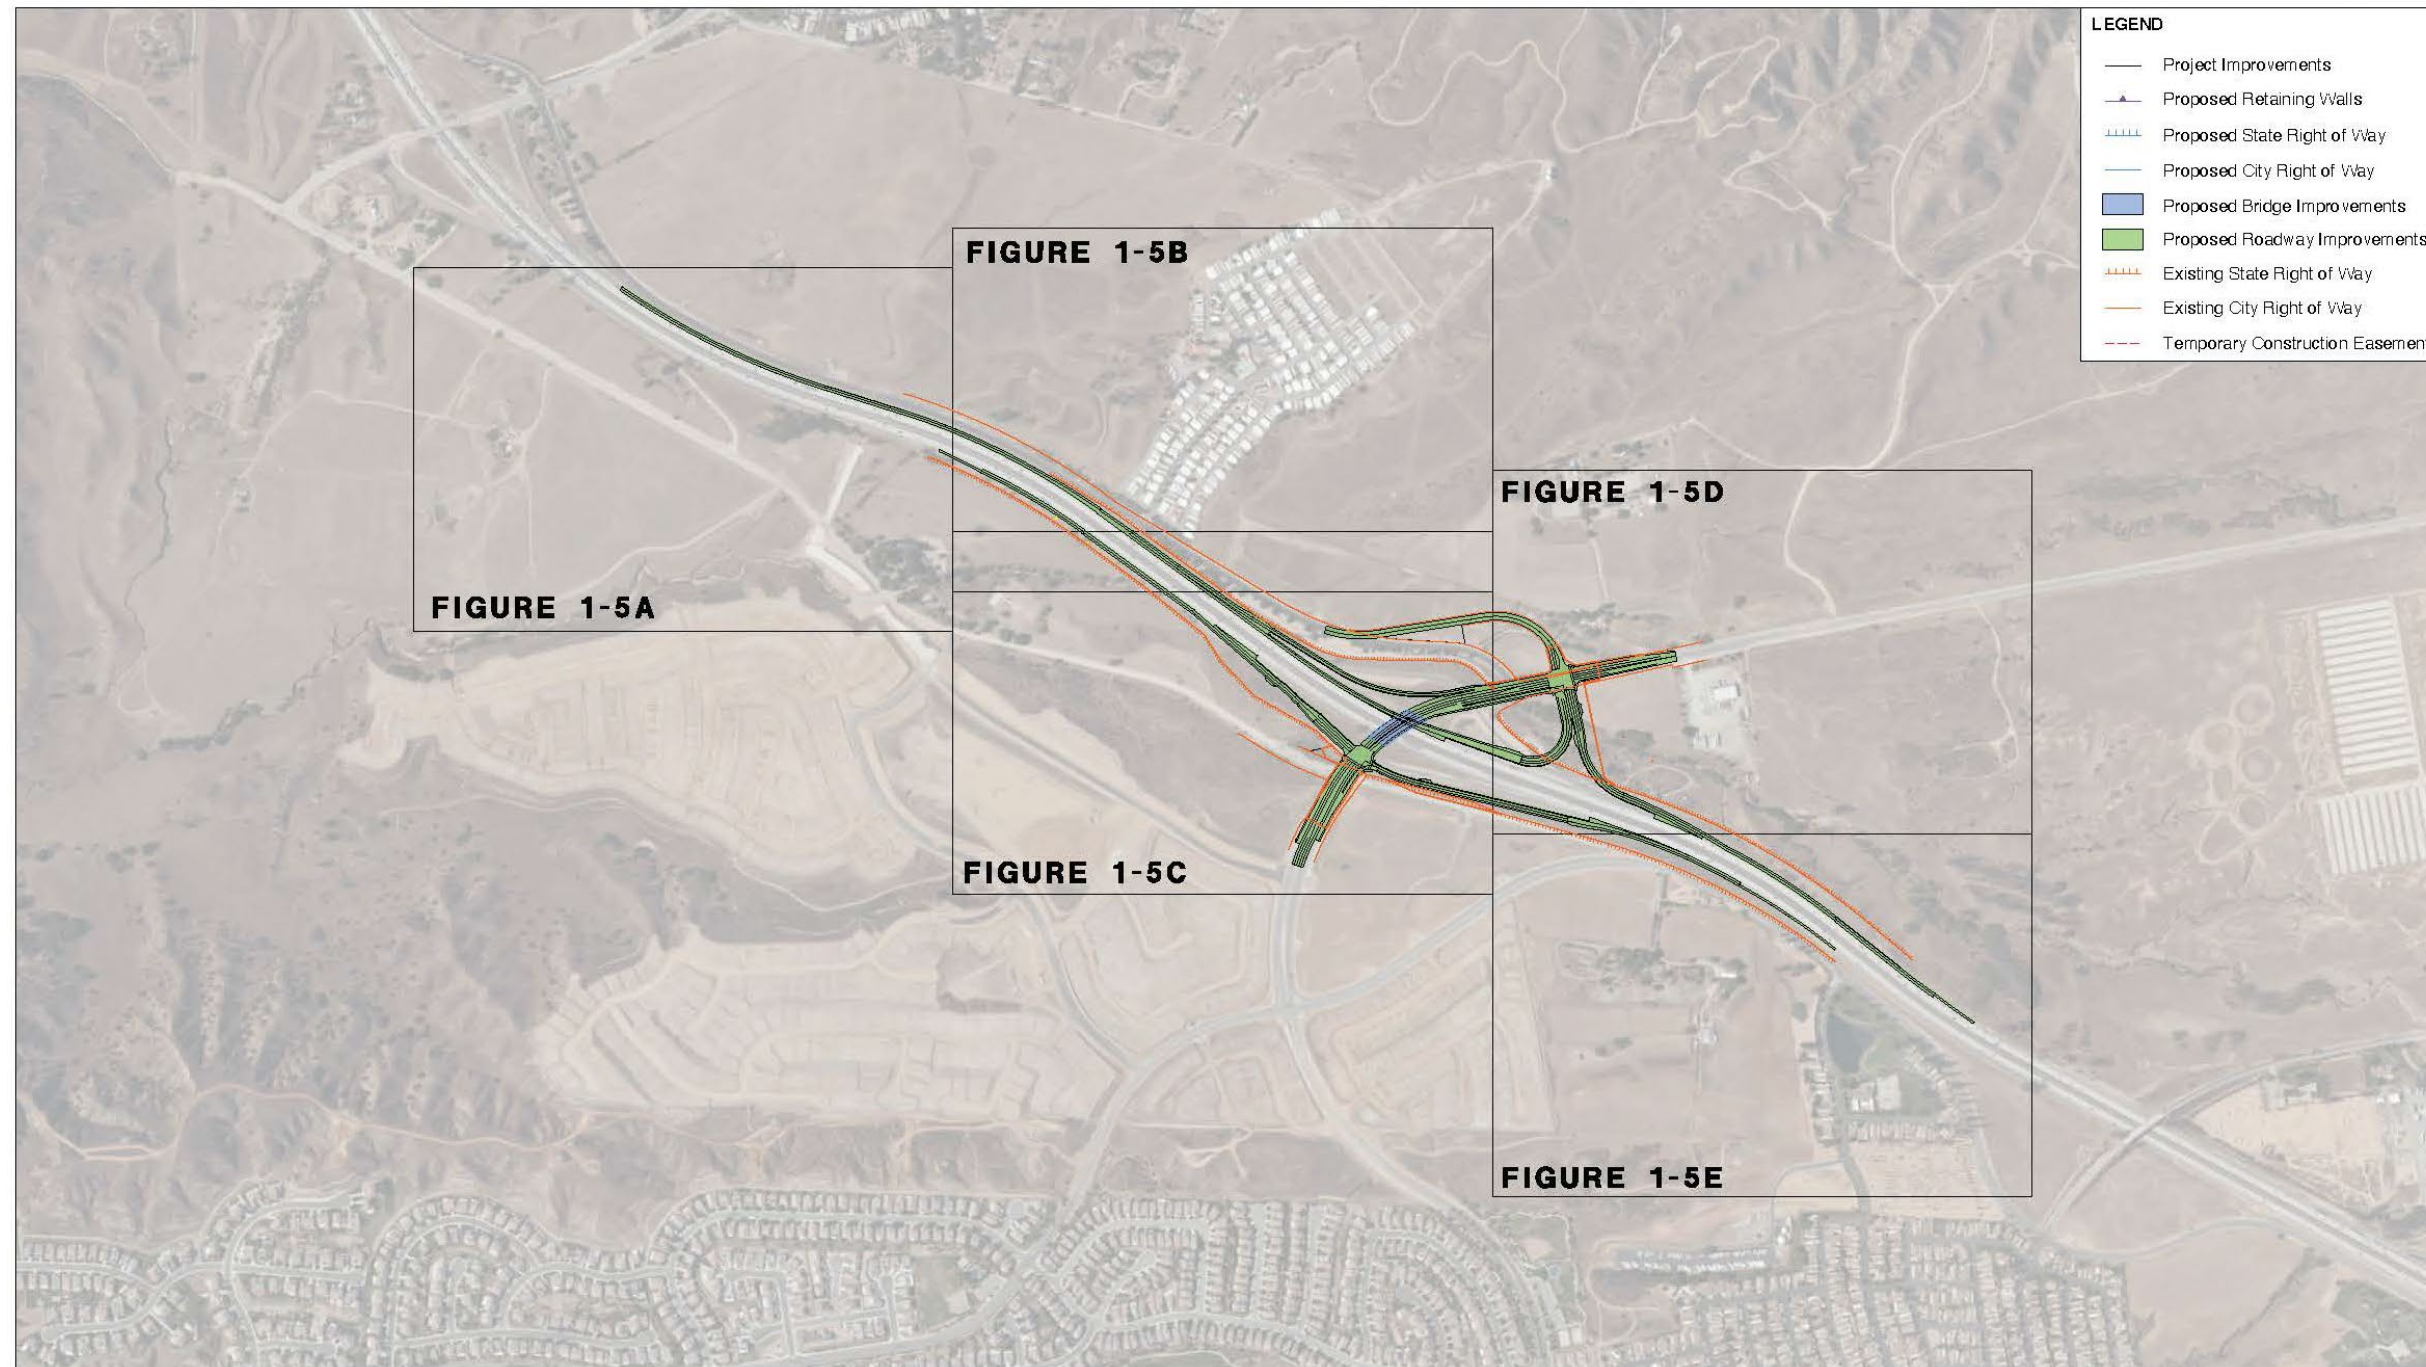 LEGEND
Project Improvements
Proposed Retaining Walls
Proposed State Right of Way
Proposed City Right of Way
Proposed Bridge Improvements
Proposed Roadway Improvements
Existing State Right of Way
Existing City Right of Way
Temporary Construction Easement
FIGURE 1-5B
FIGURE 1-5D
FIGURE 1-5A
FIGURE 1-5C
FIGURE 1-5E